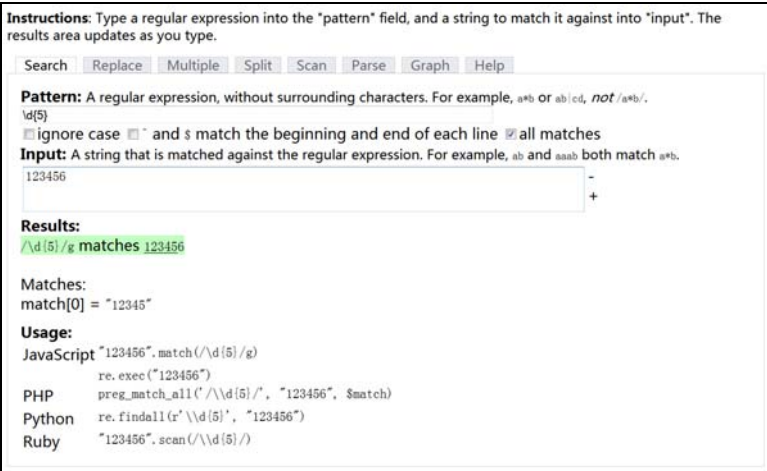 Instructions: Type a regular expression into the "pattern" field, and a string to match it against into "input". The
results area updates as you type.
Search Replace Multiple Split Scan Parse Graph Help
Pattern: A regular expression, without surrounding characters. For example, a*b or ab|cd, not /a*b/.
\d{5}
ignore case ^ and $ match the beginning and end of each line all matches
Input: A string that is matched against the regular expression. For example, ab and aaab both match a*b.
123456
-
+
Results:
/\d{5}/g matches 123456
Matches:
match[0] = "12345"
Usage:
JavaScript "123456".match(/\d{5}/g)
re.exec("123456")
PHP preg_match_all('/\\d{5}/', "123456", $match)
Python re.findall(r'\\d{5}', "123456")
Ruby "123456".scan(/\\d{5}/)